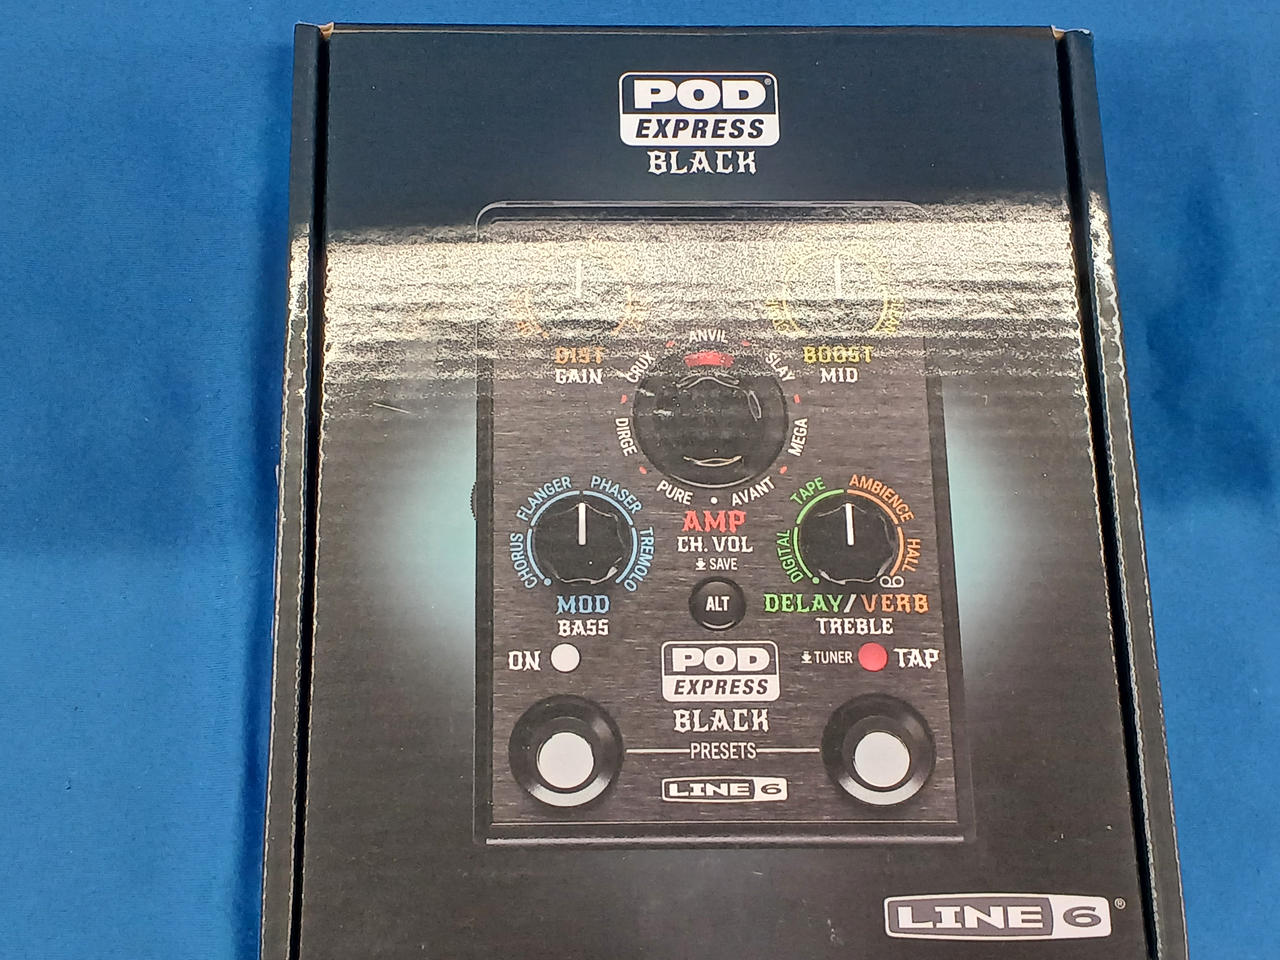 POD®
EXPRESS
BLACK
DIST
GAIN
BOOST
MID
DIRGE
CRUX
ANVIL
SLAY
MEGA
PURE
AVANT
AMP
CH. VOL
SAVE
ALT
CHORUS
FLANGER
PHASER
TREMOLO
MOD
BASS
DIGITAL
TAPE
AMBIENCE
HALL
DELAY/VERB
TREBLE
ON
TUNER
TAP
POD
EXPRESS
BLACK
PRESETS
LINE 6
LINE 6®